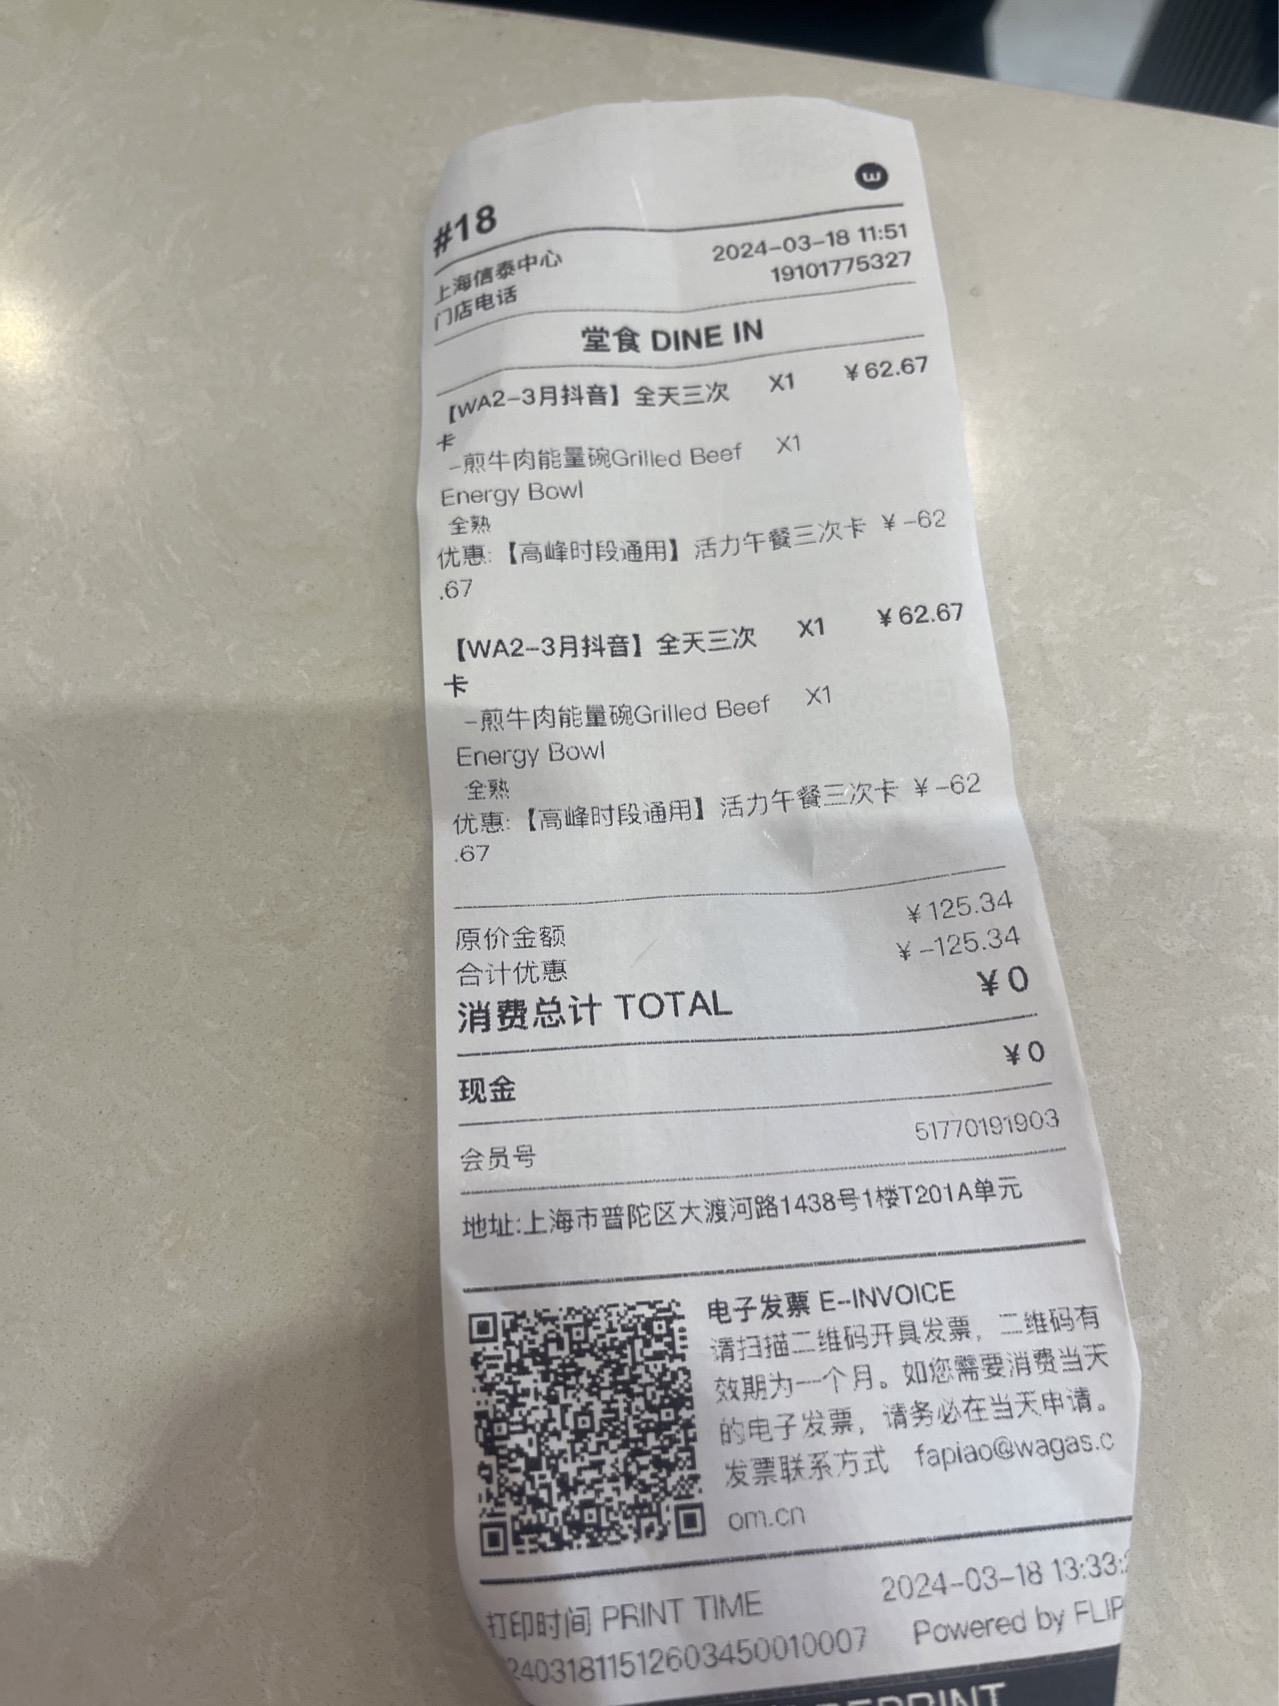 #18
w
上海信泰中心 2024-03-18 11:51
门店电话 19101775327
堂食 DINE IN
【WA2-3月抖音】全天三次 X1 ¥62.67
卡
-煎牛肉能量碗Grilled Beef X1
Energy Bowl
全熟
优惠:【高峰时段通用】活力午餐三次卡 ¥-62
.67
【WA2-3月抖音】全天三次 X1 ¥62.67
卡
-煎牛肉能量碗Grilled Beef X1
Energy Bowl
全熟
优惠:【高峰时段通用】活力午餐三次卡 ¥-62
.67
原价金额 ¥125.34
合计优惠 ¥-125.34
消费总计 TOTAL ¥0
现金 ¥0
会员号 51770191903
地址:上海市普陀区大渡河路1438号1楼T201A单元
电子发票 E-INVOICE
请扫描二维码开具发票，二维码有
效期为一个月。如您需要消费当天
的电子发票，请务必在当天申请。
发票联系方式 fapiao@wagas.c
om.cn
打印时间 PRINT TIME 2024-03-18 13:33:
24031811512603450010007 Powered by FLIP
REPRINT